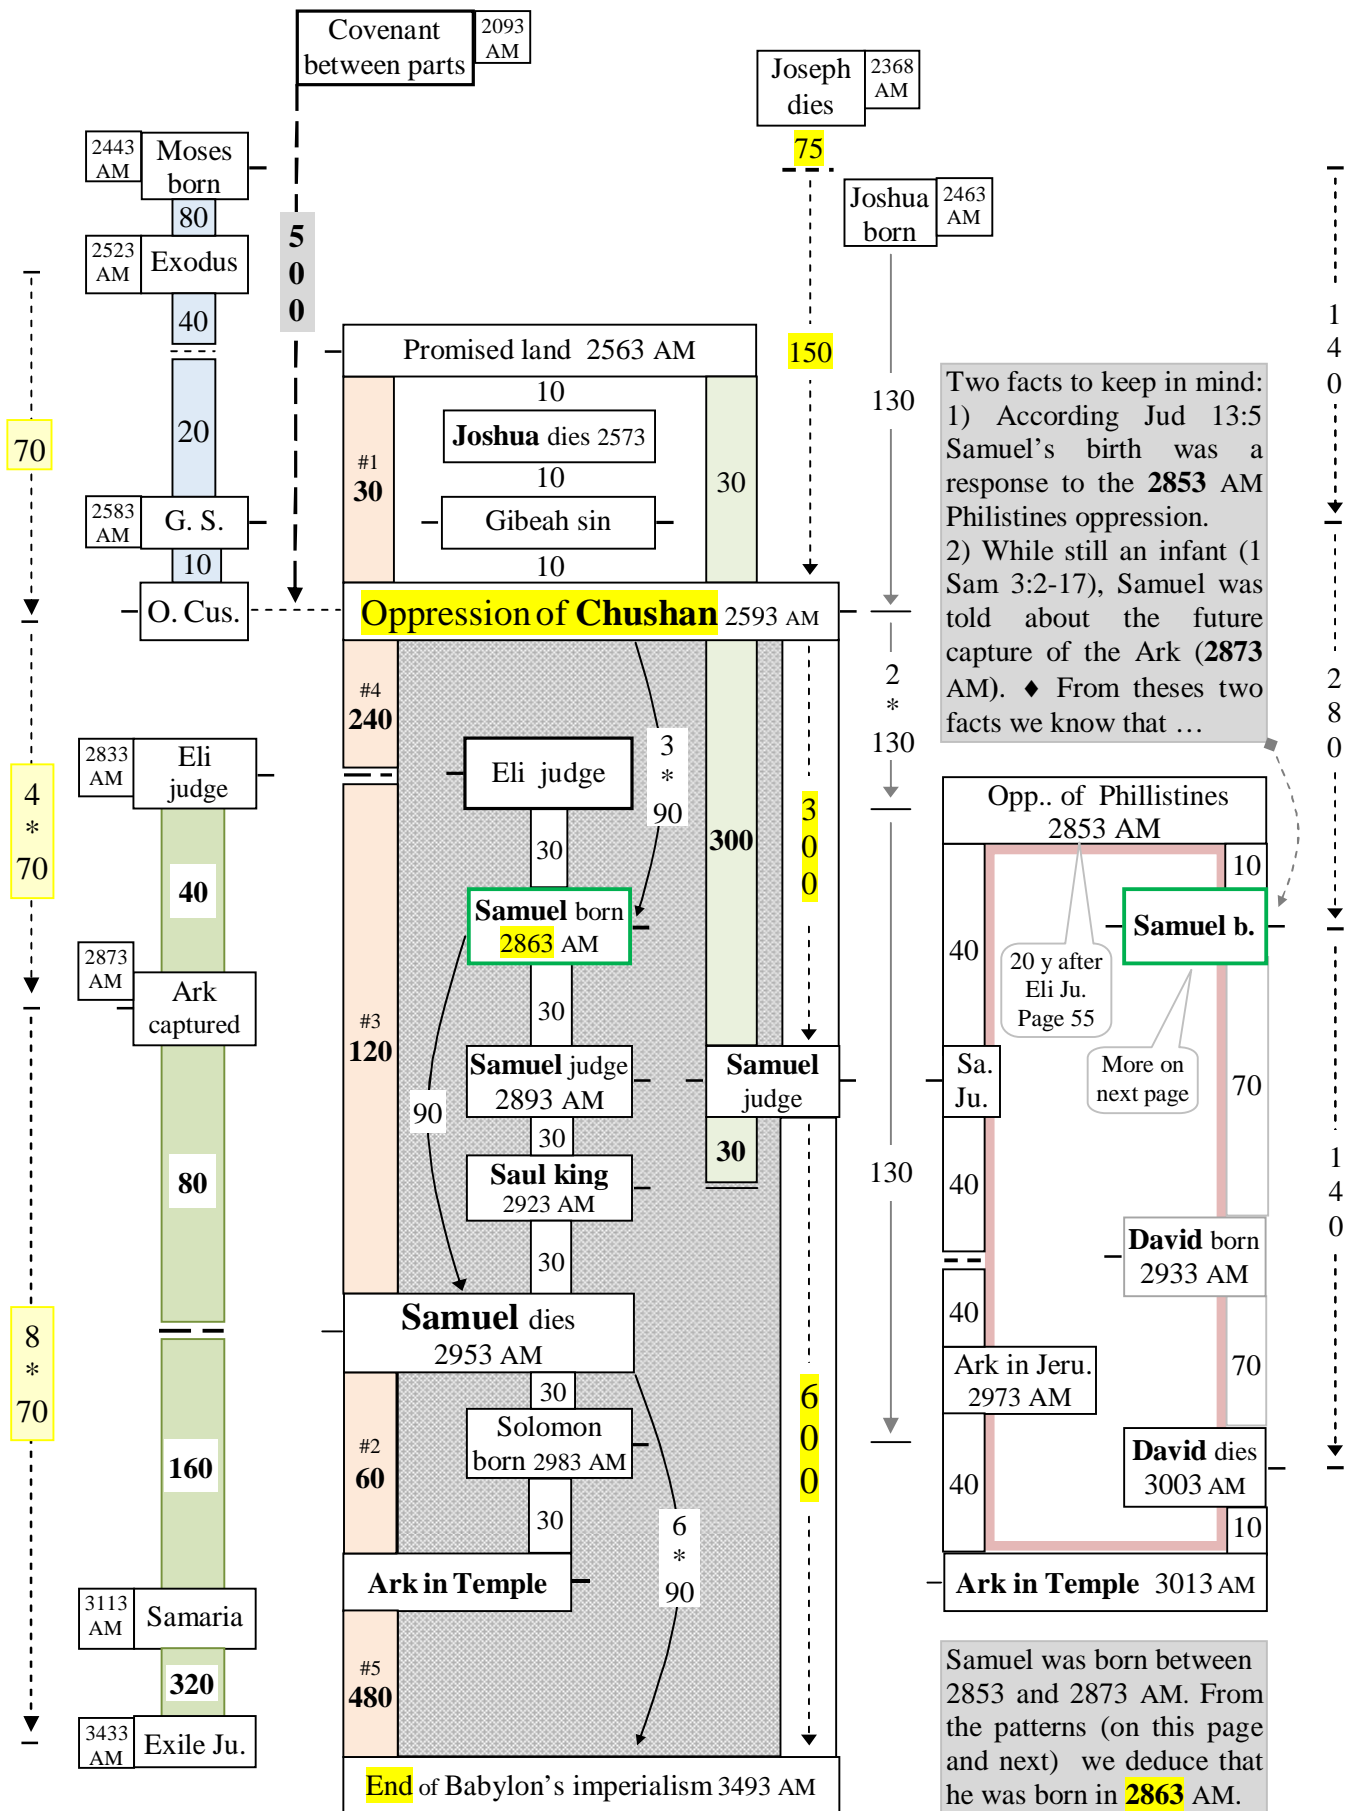 Covenant
between parts
2093
AM
Joseph
dies
2368
AM
75
2443
AM
Moses
born
80
2523
AM
Exodus
40
20
2583
AM
G. S.
10
O. Cus.
5
0
0
Joshua
born
2463
AM
150
130
1
4
0
70
Promised land 2563 AM
10
Joshua dies 2573
10
Gibeah sin
10
#1
30
30
Oppression of Chushan 2593 AM
Two facts to keep in mind:
1) According Jud 13:5
Samuel’s birth was a
response to the 2853 AM
Philistines oppression.
2) While still an infant (1
Sam 3:2-17), Samuel was
told about the future
capture of the Ark (2873
AM). ♦ From theses two
facts we know that …
2
*
130
2
8
0
#4
240
3
*
90
2833
AM
Eli
judge
4
*
70
40
2873
AM
Ark
captured
80
Eli judge
30
300
3
0
0
Samuel born
2863 AM
30
#3
120
90
Samuel judge
2893 AM
30
Samuel
judge
30
Saul king
2923 AM
30
130
Opp.. of Phillistines
2853 AM
10
40
Samuel b.
20 y after
Eli Ju.
Page 55
More on
next page
Sa.
Ju.
70
40
1
4
0
David born
2933 AM
40
70
Ark in Jeru.
2973 AM
40
David dies
3003 AM
10
Ark in Temple 3013 AM
8
*
70
160
3113
AM
Samaria
320
3433
AM
Exile Ju.
Samuel dies
2953 AM
30
Solomon
born 2983 AM
30
#2
60
6
0
0
6
*
90
Ark in Temple
#5
480
End of Babylon’s imperialism 3493 AM
Samuel was born between
2853 and 2873 AM. From
the patterns (on this page
and next) we deduce that
he was born in 2863 AM.